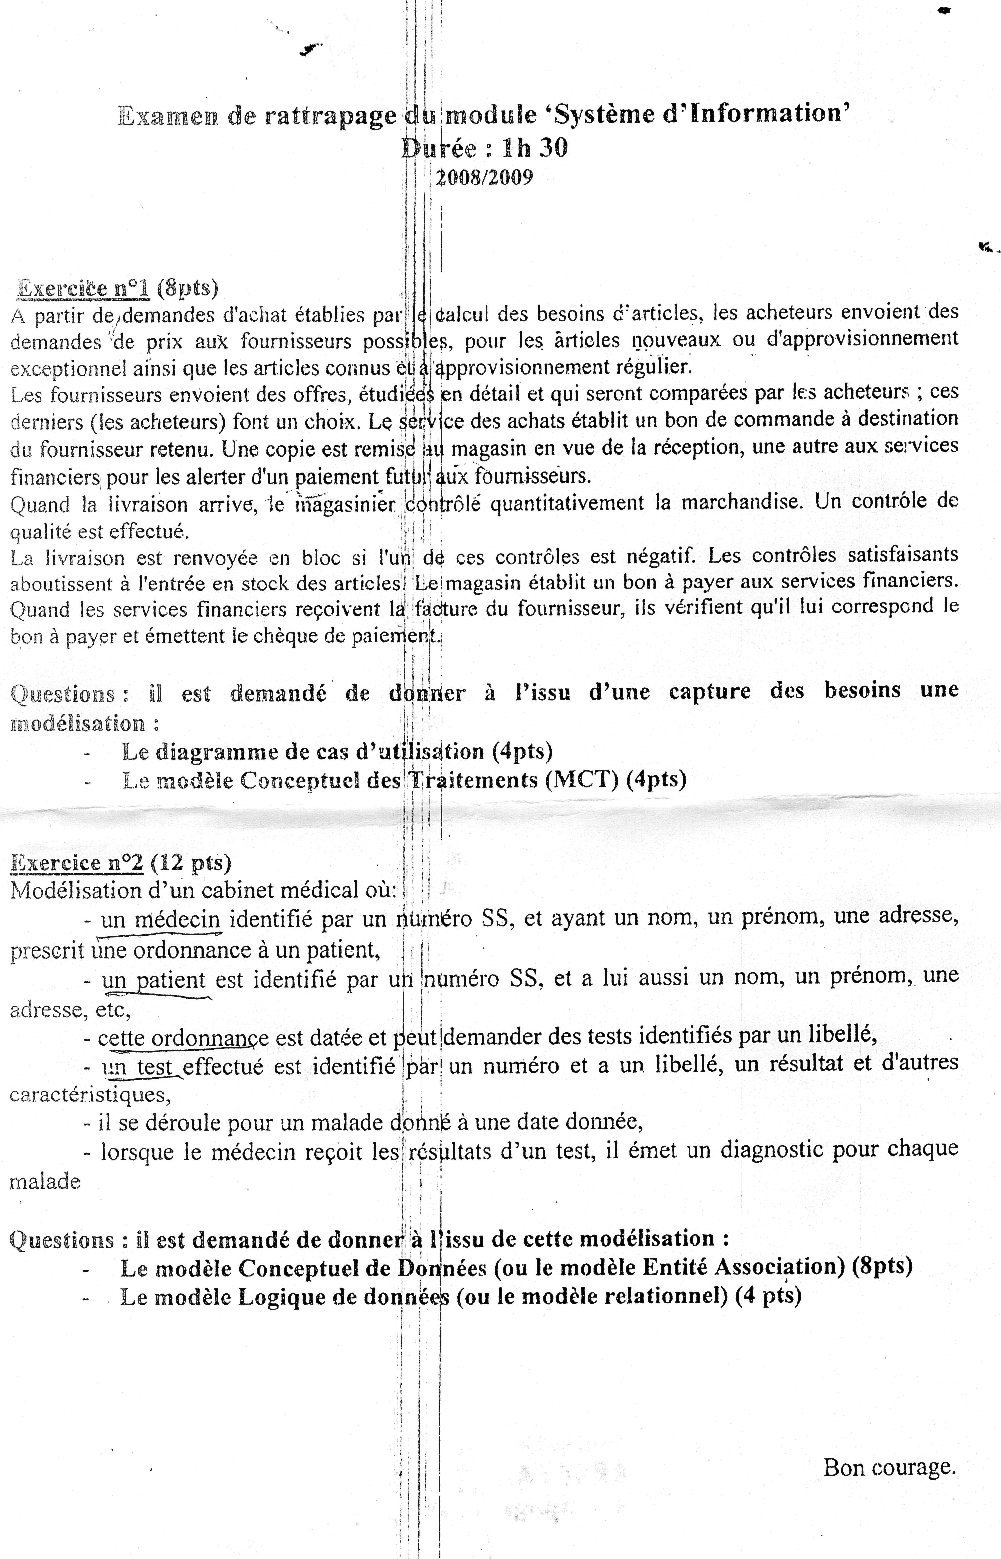 Examen de rattrapage du module ‘Système d’Information’
Durée : 1h 30
2008/2009
Exercice n°1 (8pts)
A partir de demandes d'achat établies par le calcul des besoins d'articles, les acheteurs envoient des
demandes de prix aux fournisseurs possibles, pour les articles nouveaux ou d'approvisionnement
exceptionnel ainsi que les articles connus et à approvisionnement régulier.
Les fournisseurs envoient des offres, étudiées en détail et qui seront comparées par les acheteurs ; ces
derniers (les acheteurs) font un choix. Le service des achats établit un bon de commande à destination
du fournisseur retenu. Une copie est remise au magasin en vue de la réception, une autre aux services
financiers pour les alerter d'un paiement futur aux fournisseurs.
Quand la livraison arrive, le magasinier contrôlé quantitativement la marchandise. Un contrôle de
qualité est effectué.
La livraison est renvoyée en bloc si l'un de ces contrôles est négatif. Les contrôles satisfaisants
aboutissent à l'entrée en stock des articles. Le magasin établit un bon à payer aux services financiers.
Quand les services financiers reçoivent la facture du fournisseur, ils vérifient qu'il lui correspond le
bon à payer et émettent le chèque de paiement.
Questions : il est demandé de donner à l’issu d’une capture des besoins une
modélisation :
- Le diagramme de cas d’utilisation (4pts)
- Le modèle Conceptuel des Traitements (MCT) (4pts)
Exercice n°2 (12 pts)
Modélisation d’un cabinet médical où:
- un médecin identifié par un numéro SS, et ayant un nom, un prénom, une adresse,
prescrit une ordonnance à un patient,
- un patient est identifié par un numéro SS, et a lui aussi un nom, un prénom, une
adresse, etc,
- cette ordonnance est datée et peut demander des tests identifiés par un libellé,
- un test effectué est identifié par un numéro et a un libellé, un résultat et d'autres
caractéristiques,
- il se déroule pour un malade donné à une date donnée,
- lorsque le médecin reçoit les résultats d’un test, il émet un diagnostic pour chaque
malade
Questions : il est demandé de donner à l’issu de cette modélisation :
- Le modèle Conceptuel de Données (ou le modèle Entité Association) (8pts)
- Le modèle Logique de données (ou le modèle relationnel) (4 pts)
Bon courage.